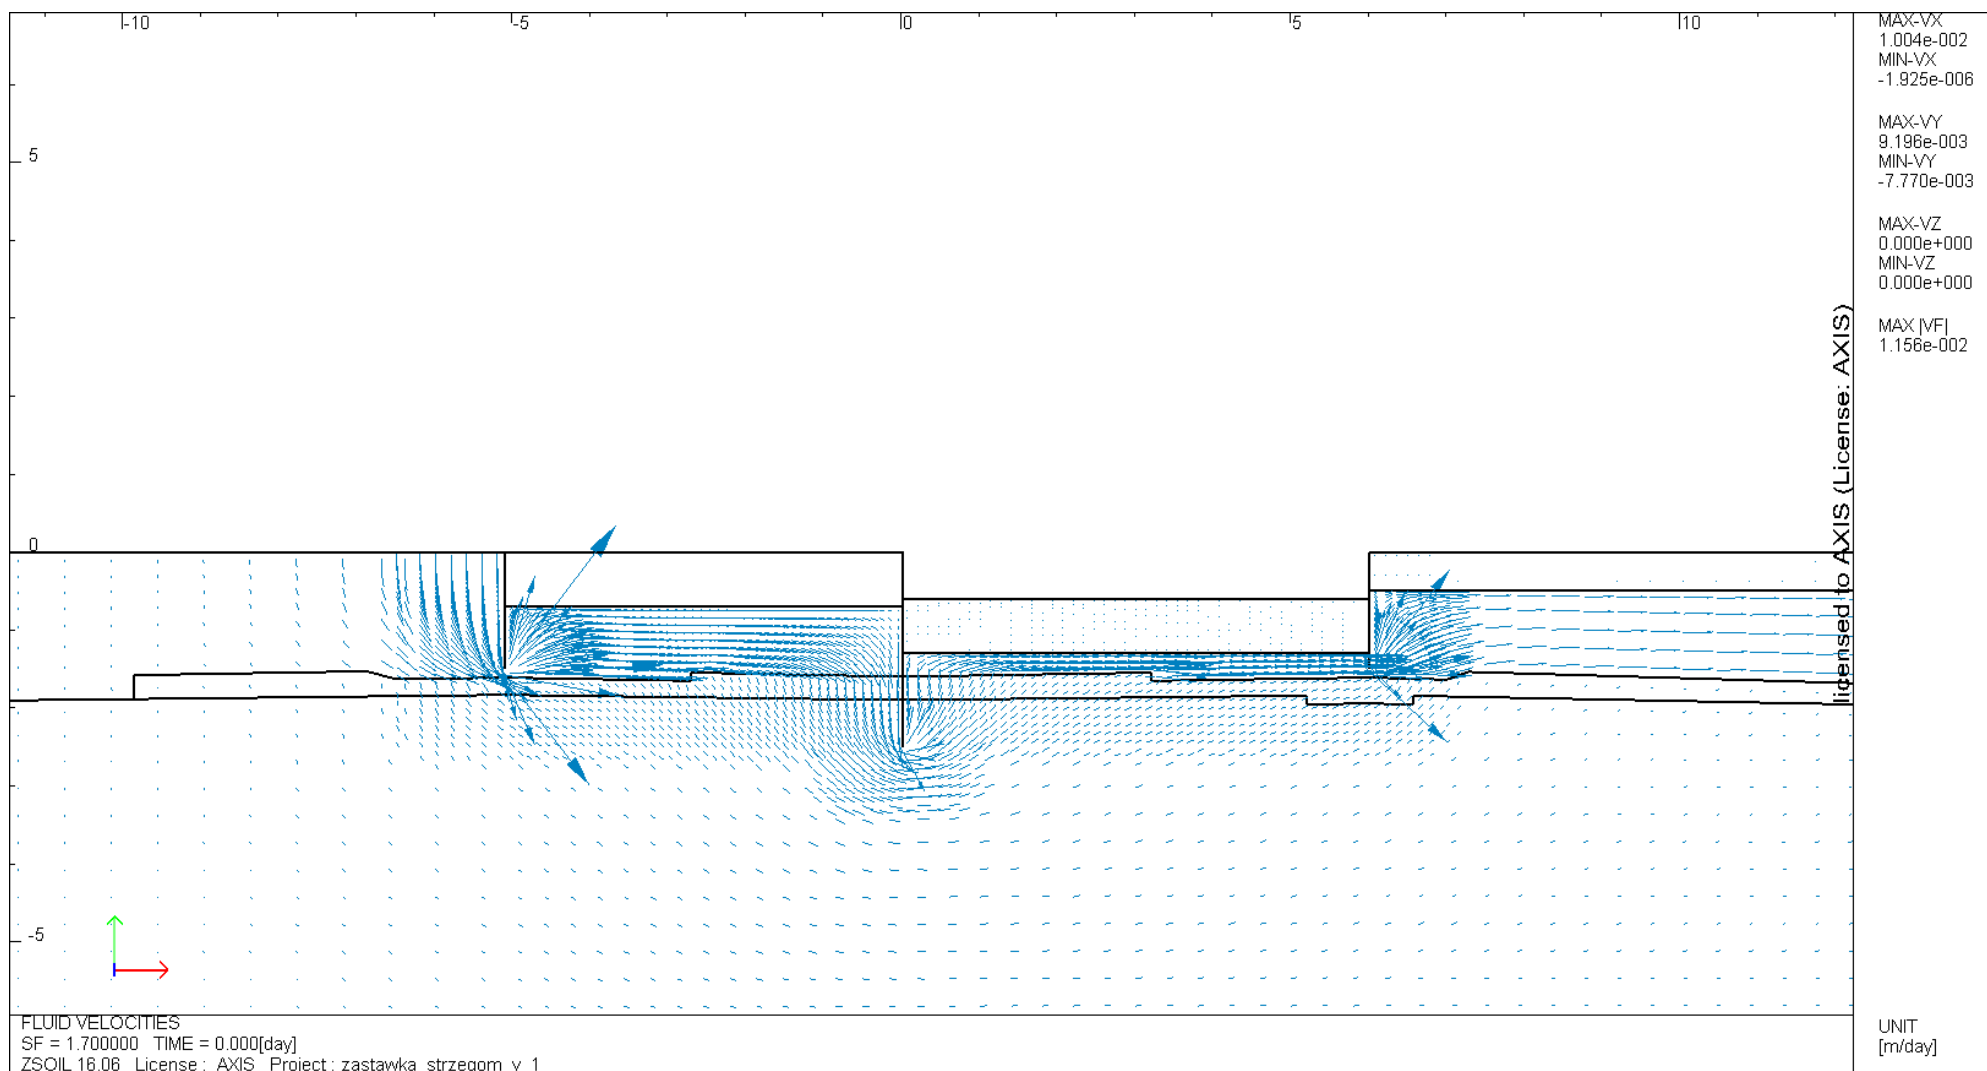 -10
-5
0
5
10
5
0
-5
MAX-VX
1.004e-002
MIN-VX
-1.925e-006
MAX-VY
9.196e-003
MIN-VY
-7.770e-003
MAX-VZ
0.000e+000
MIN-VZ
0.000e+000
MAX |VF|
1.156e-002
licensed to AXIS (License: AXIS)
FLUID VELOCITIES
SF = 1.700000 TIME = 0.000[day]
ZSOIL 16.06 License : AXIS Project : zastawka_strzegom_v_1
UNIT
[m/day]